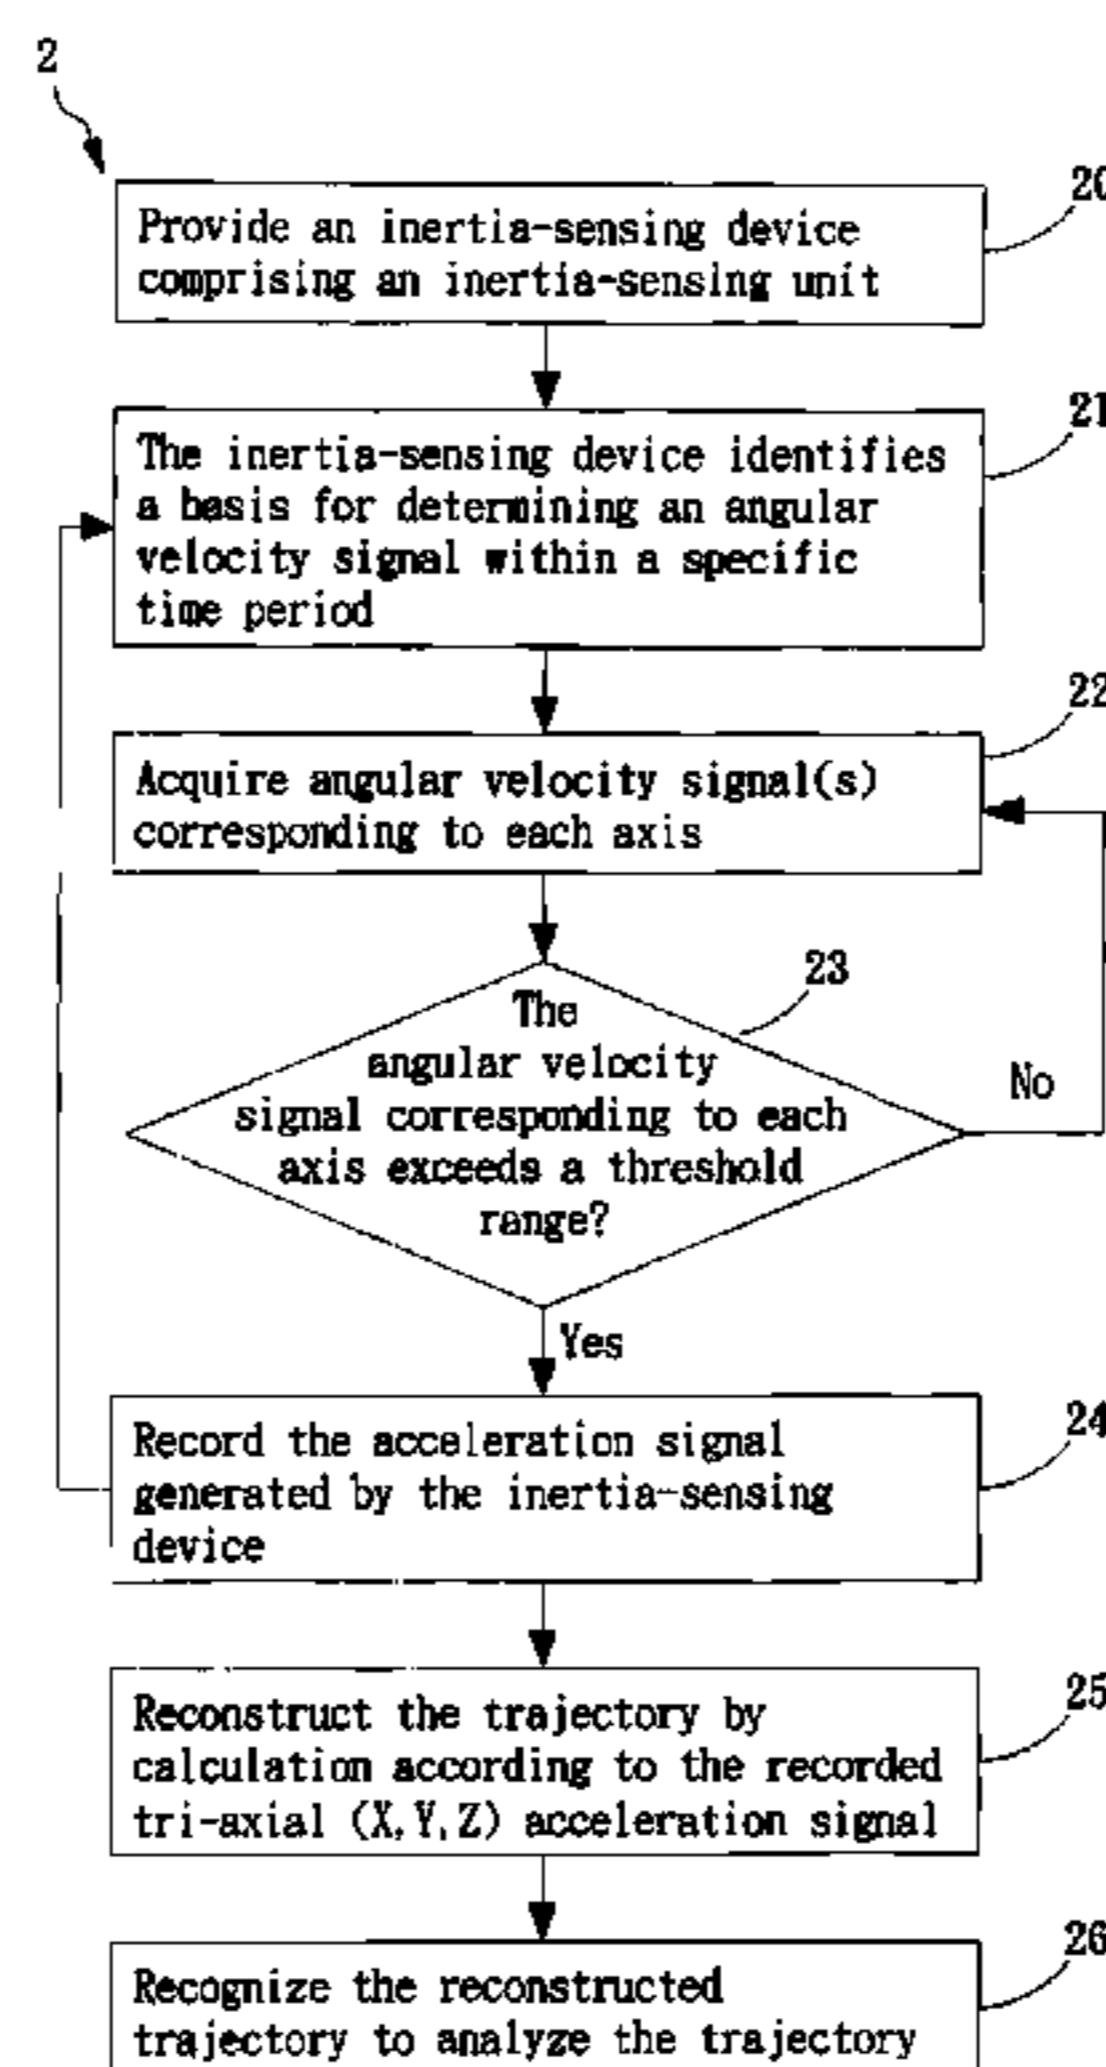 2
20
Provide an inertia-sensing device
comprising an inertia-sensing unit
21
The inertia-sensing device identifies
a basis for determining an angular
velocity signal within a specific
time period
22
Acquire angular velocity signal(s)
corresponding to each axis
23
The
angular velocity
signal corresponding to each
axis exceeds a threshold
range?
No
Yes
24
Record the acceleration signal
generated by the inertia-sensing
device
25
Reconstruct the trajectory by
calculation according to the recorded
tri-axial (X,Y,Z) acceleration signal
26
Recognize the reconstructed
trajectory to analyze the trajectory